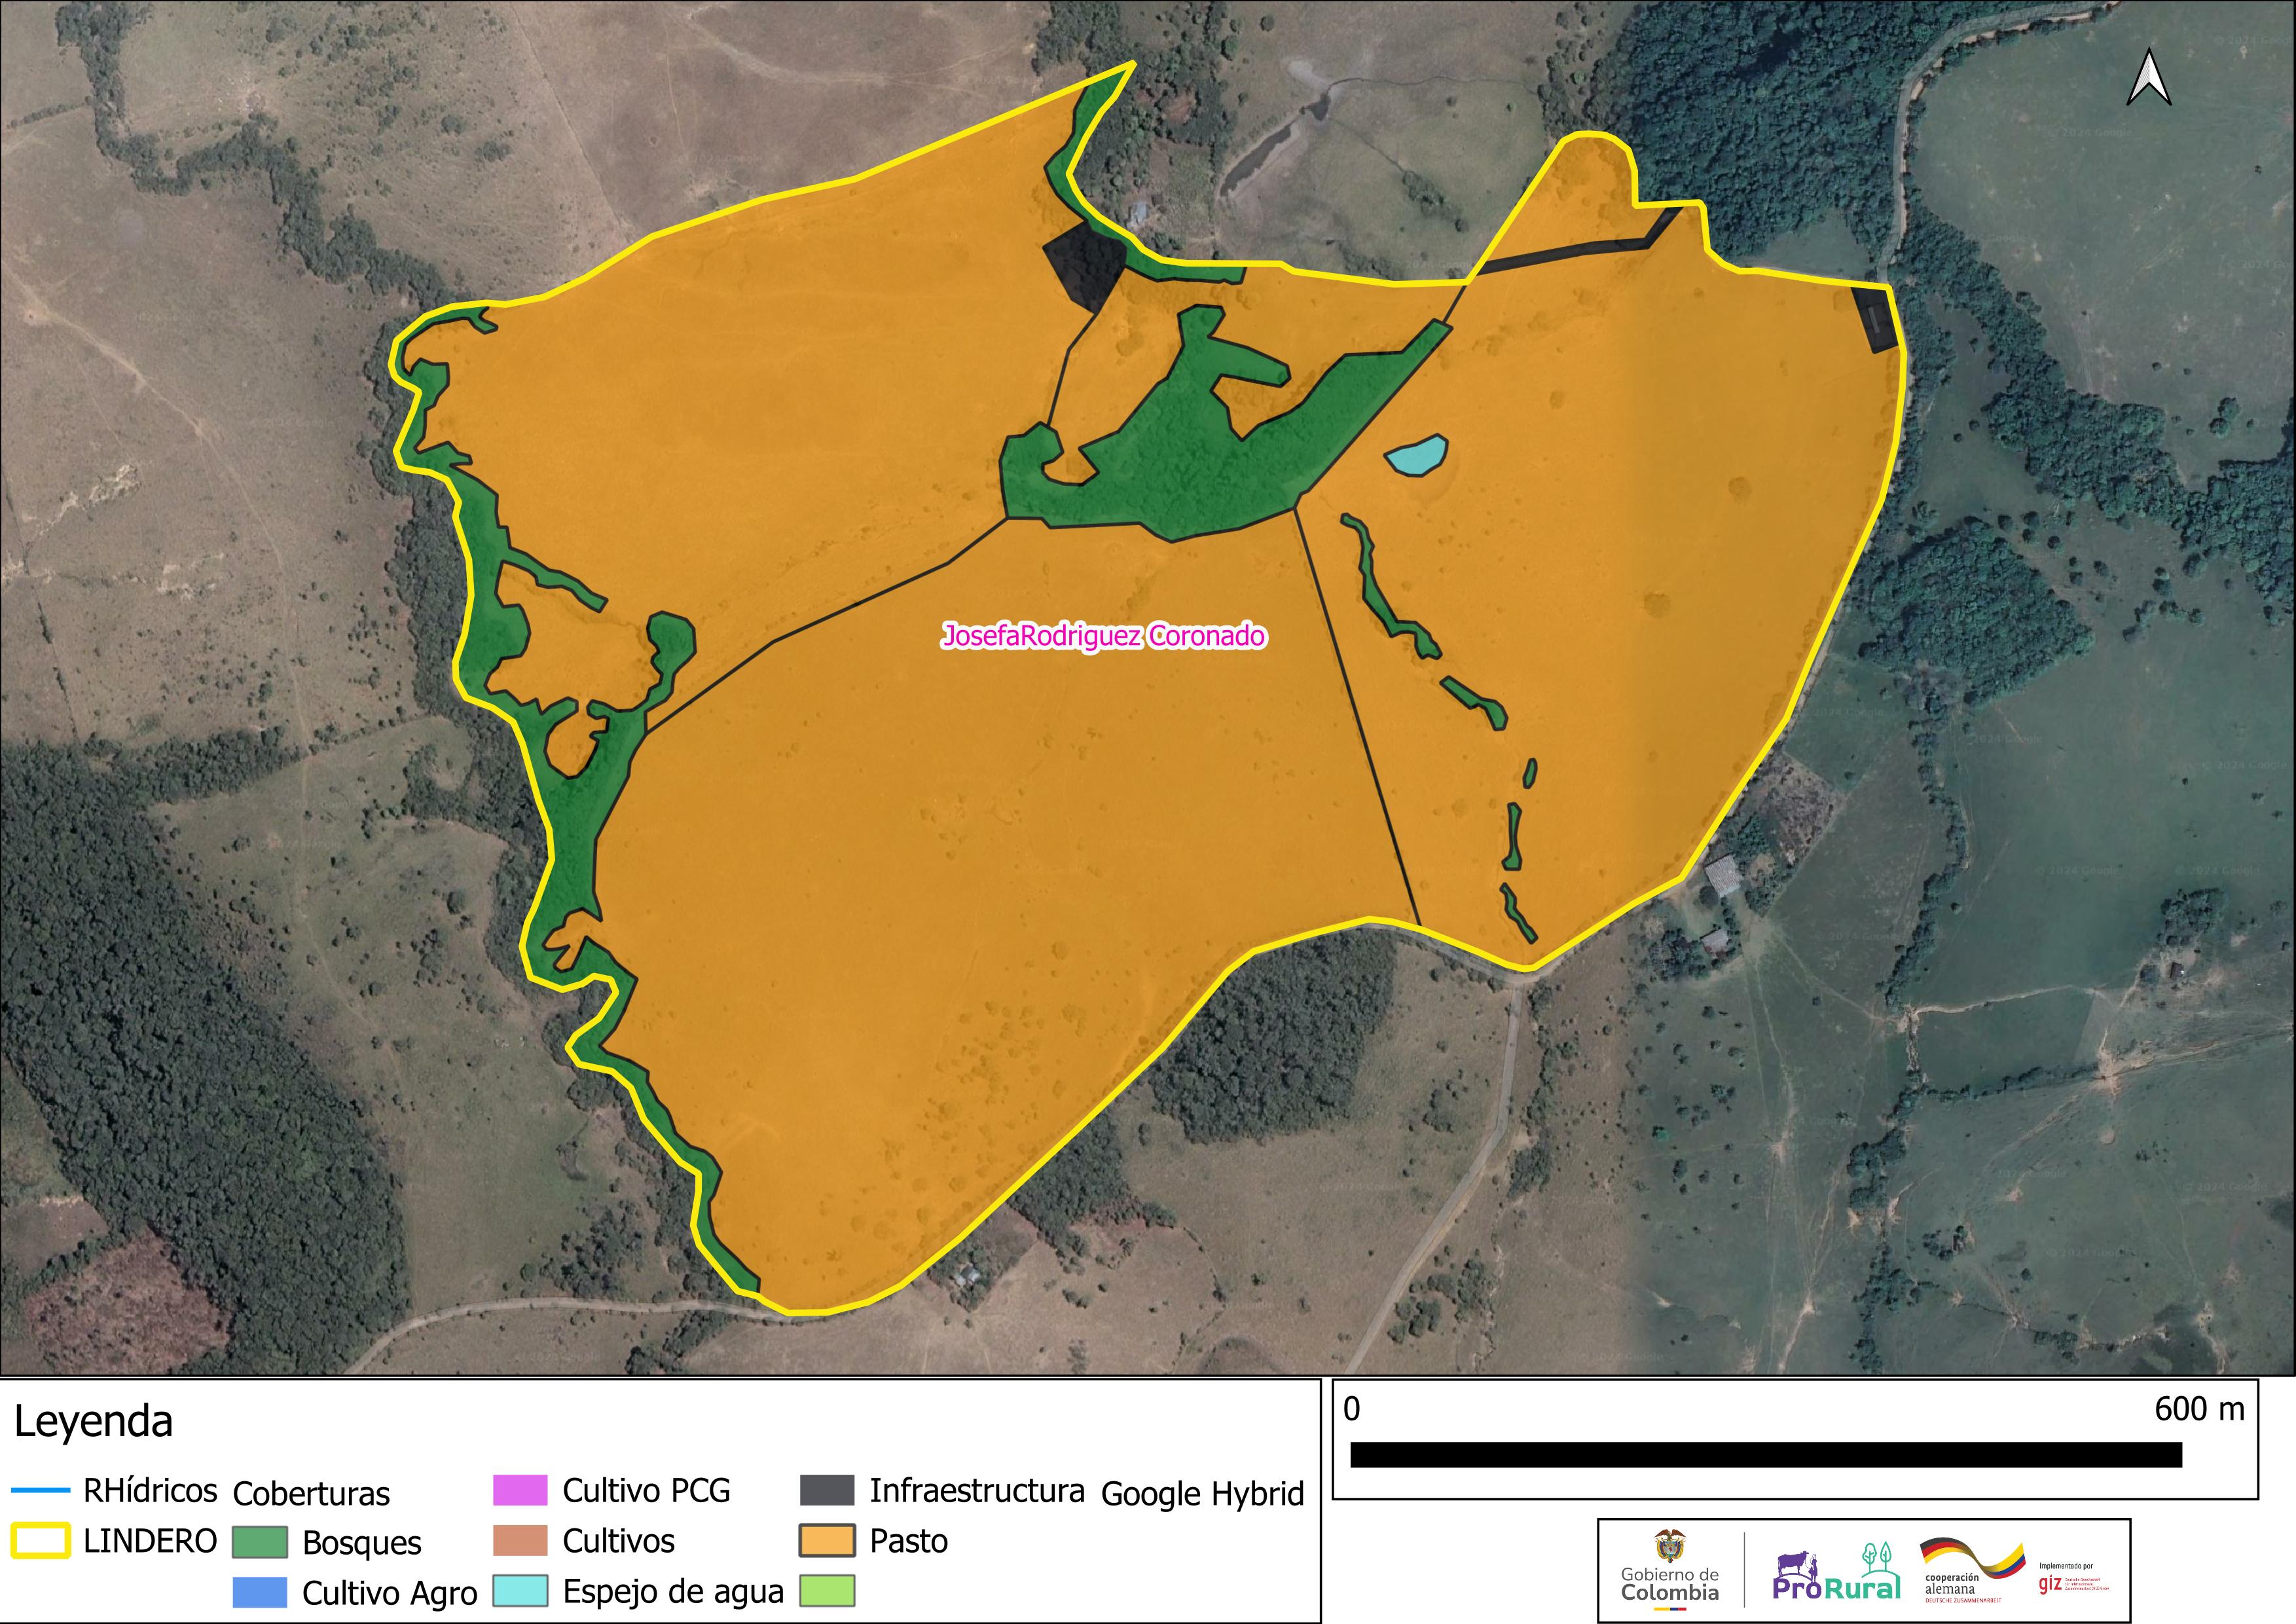 JosefaRodriguez Coronado
Leyenda
RHídricos
LINDERO
Coberturas
Bosques
Cultivo Agro
Cultivo PCG
Cultivos
Espejo de agua
Infraestructura
Pasto
Google Hybrid
0 600 m
Gobierno de
Colombia
ProRural
cooperación
alemana
DEUTSCHE ZUSAMMENARBEIT
Implementado por
giz